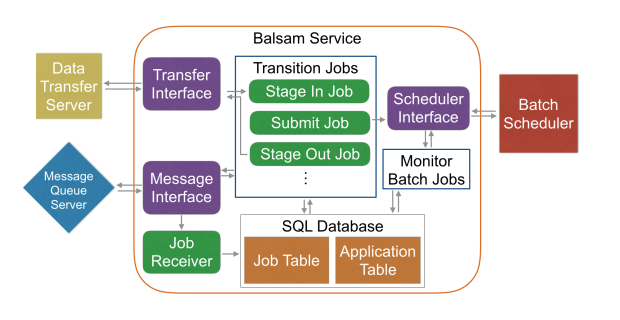 Balsam Service
Data
Transfer
Server
Transfer
Interface
Transition Jobs
Stage In Job
Submit Job
Stage Out Job
⋮
Scheduler
Interface
Batch
Scheduler
Monitor
Batch Jobs
Message
Queue
Server
Message
Interface
Job
Receiver
SQL Database
Job Table
Application
Table